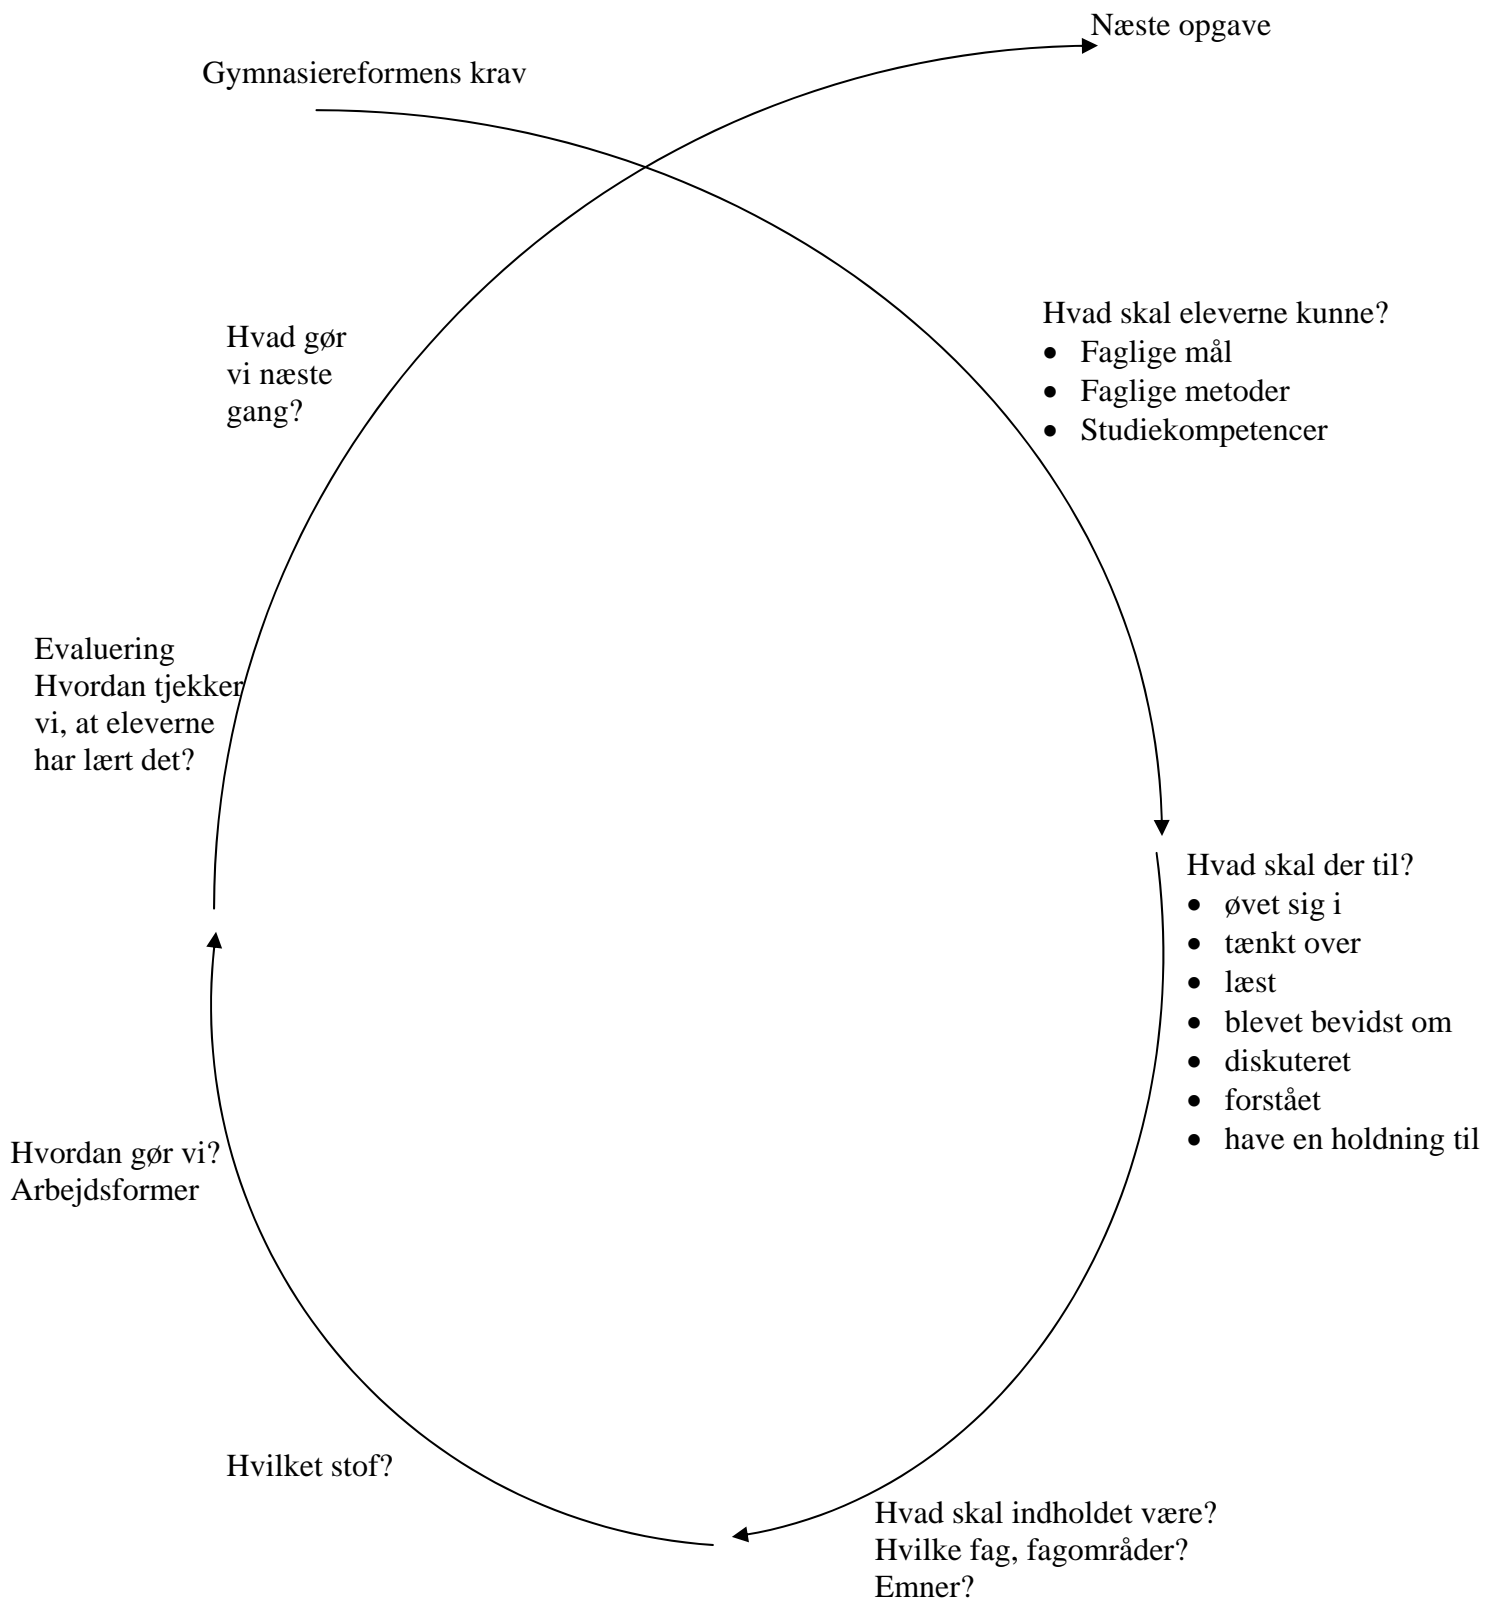 Næste opgave
Gymnasiereformens krav
Hvad skal eleverne kunne?
• Faglige mål
• Faglige metoder
• Studiekompetencer
Hvad gør
vi næste
gang?
Evaluering
Hvordan tjekker
vi, at eleverne
har lært det?
Hvad skal der til?
• øvet sig i
• tænkt over
• læst
• blevet bevidst om
• diskuteret
• forstået
• have en holdning til
Hvordan gør vi?
Arbejdsformer
Hvilket stof?
Hvad skal indholdet være?
Hvilke fag, fagområder?
Emner?